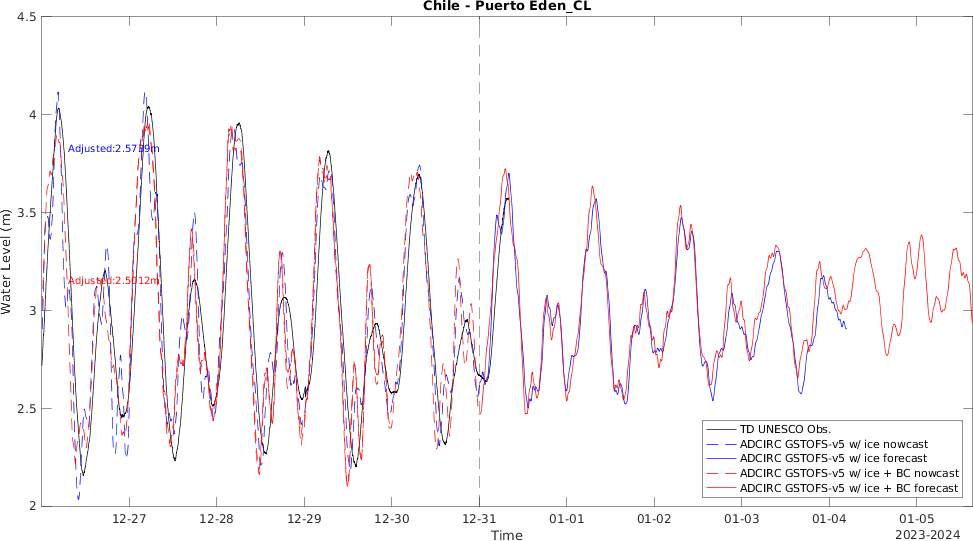 Chile - Puerto Eden_CL
4.5
4
3.5
3
2.5
2
Water Level (m)
Adjusted:2.5739m
Adjusted:2.5012m
TD UNESCO Obs.
ADCIRC GSTOFS-v5 w/ ice nowcast
ADCIRC GSTOFS-v5 w/ ice forecast
ADCIRC GSTOFS-v5 w/ ice + BC nowcast
ADCIRC GSTOFS-v5 w/ ice + BC forecast
12-27 12-28 12-29 12-30 12-31 01-01 01-02 01-03 01-04 01-05
Time
2023-2024